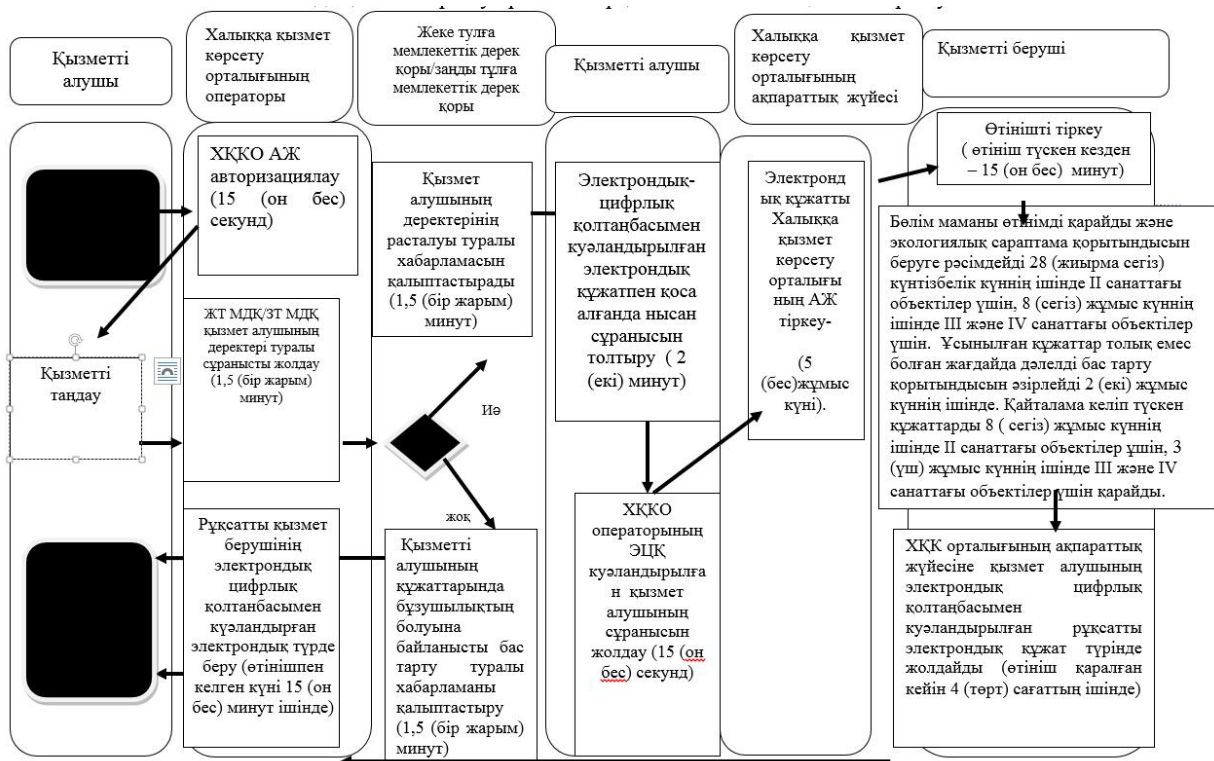 Қызметті
алушы
Халыққа қызмет
көрсету
орталығының
операторы
Жеке тулға
мемлекеттік дерек
қоры/заңды тұлға
мемлекеттік дерек
қоры
Қызметті алушы
Халыққа қызмет
көрсету
орталығының
ақпараттық жүйесі
Қызметті беруші
ХҚКО АЖ
авторизациялау
(15 (он бес)
секунд)
Қызметті
таңдау
ЖТ МДҚ/ЗТ МДҚ
қызмет алушының
деректері туралы
сұранысты жолдау
(1,5 (бір жарым)
минут)
Рұқсатты қызмет
берушінің
электрондық
цифрлық
қолтанбасымен
куәландырған
электрондық түрде
беру (өтінішпен
келген күні 15 (он
бес) минут ішінде)
Қызмет
алушының
деректерінің
расталуы туралы
хабарламасын
қалыптастырады
(1,5 (бір жарым)
минут)
Иә
жоқ
Қызметті
алушының
құжаттарында
бұзушылықтың
болуына
байланысты бас
тарту туралы
хабарламаны
қалыптастыру
(1,5 (бір жарым)
минут)
Электрондық-
цифрлық
қолтаңбасымен
куәландырылған
электрондық
құжатпен қоса
алғанда нысан
сұранысын
толтыру ( 2
(екі) минут)
ХҚКО
операторының
ЭЦҚ
куәландырылға
н қызмет
алушының
сұранысын
жолдау (15 (он
бес) секунд)
Электронд
ық құжатты
Халыққа
қызмет
көрсету
орталығы
ның АЖ
тіркеу-
(5
(бес)жұмыс
күні).
Өтінішті тіркеу
( өтініш түскен кезден
– 15 (он бес) минут)
Бөлім маманы өтінімді қарайды және
экологиялық сараптама қорытындысын
беруге рәсімдейді 28 (жиырма сегіз)
күнтізбелік күннің ішінде II санаттағы
объектілер үшін, 8 (сегіз) жұмыс күннің
ішінде III және IV санаттағы объектілер
үшін. Ұсынылған құжаттар толық емес
болған жағдайда дәлелді бас тарту
қорытындысын әзірлейді 2 (екі) жұмыс
күннің ішінде. Қайталама келіп түскен
құжаттарды 8 ( сегіз) жұмыс күннің
ішінде II санаттағы объектілер үшін, 3
(үш) жұмыс күннің ішінде III және IV
санаттағы объектілер үшін қарайды.
ХҚК орталығының ақпараттық
жүйесіне қызмет алушының
электрондық цифрлық
қолтаңбасымен
куәландырылған рұқсатты
электрондық құжат түрінде
жолдайды (өтініш қаралған
кейін 4 (төрт) сағаттың ішінде)